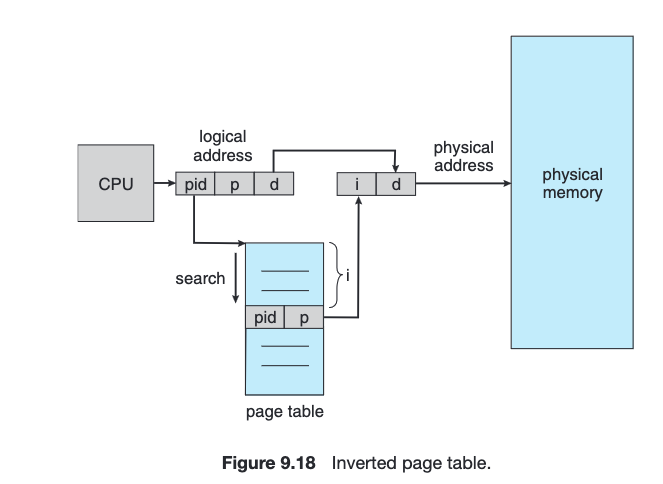 logical
address
physical
address
CPU
pid p d
i d
physical
memory
search
i
pid p
page table
Figure 9.18 Inverted page table.